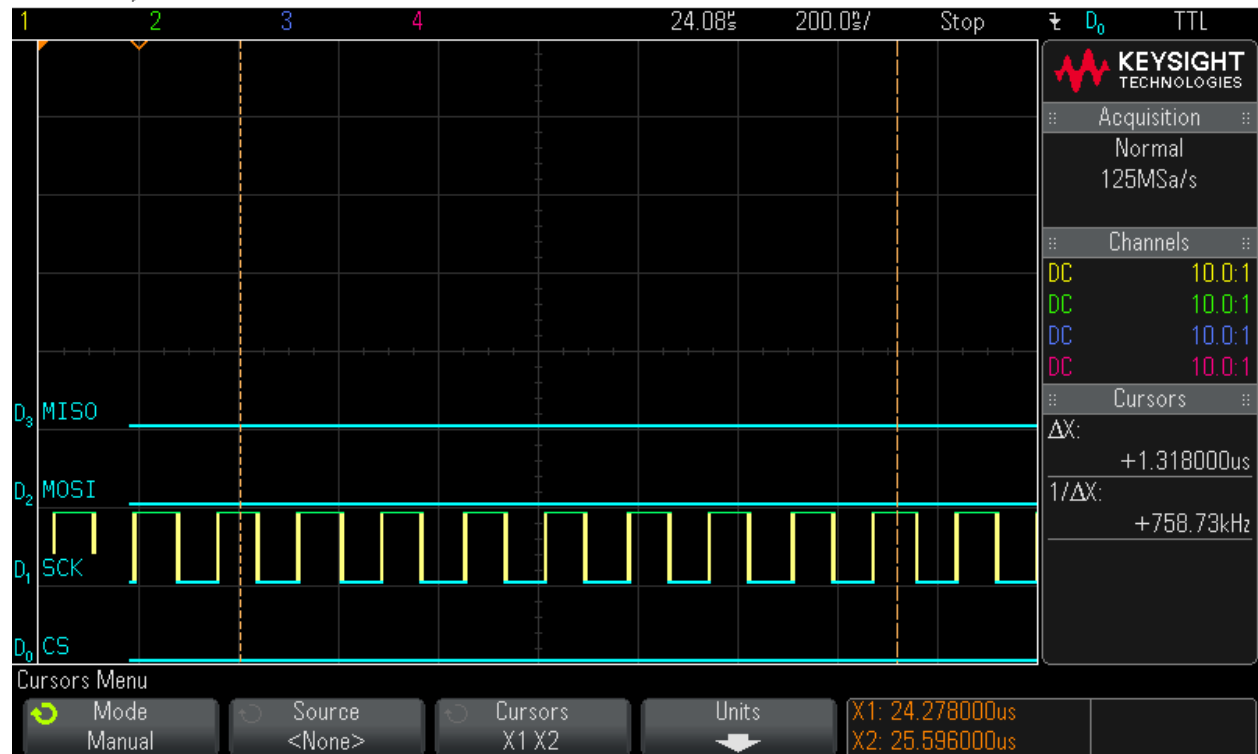 1 2 3 4 24.08µs 200.0ns/ Stop D0 TTL
KEYSIGHT
TECHNOLOGIES
Acquisition
Normal
125MSa/s
Channels
DC 10.0:1
DC 10.0:1
DC 10.0:1
DC 10.0:1
Cursors
ΔX:
+1.318000us
1/ΔX:
+758.73kHz
D3 MISO
D2 MOSI
D1 SCK
D0 CS
Cursors Menu
Mode
Manual
Source
<None>
Cursors
X1 X2
Units
X1: 24.278000us
X2: 25.596000us